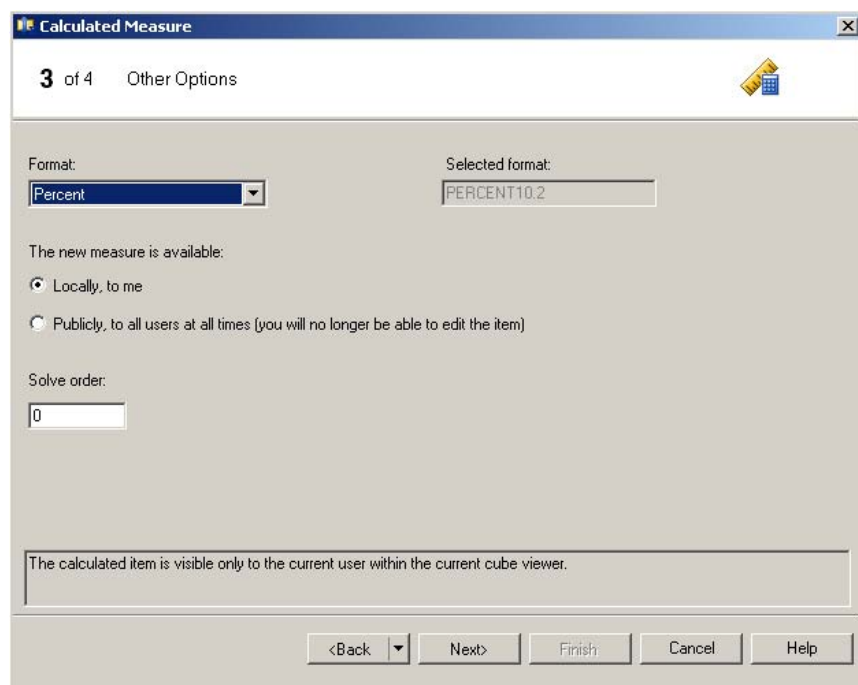 Calculated Measure
3 of 4 Other Options
Format: Selected format:
Percent PERCENT10.2
The new measure is available:
Locally, to me
Publicly, to all users at all times (you will no longer be able to edit the item)
Solve order:
0
The calculated item is visible only to the current user within the current cube viewer.
<Back Next> Finish Cancel Help